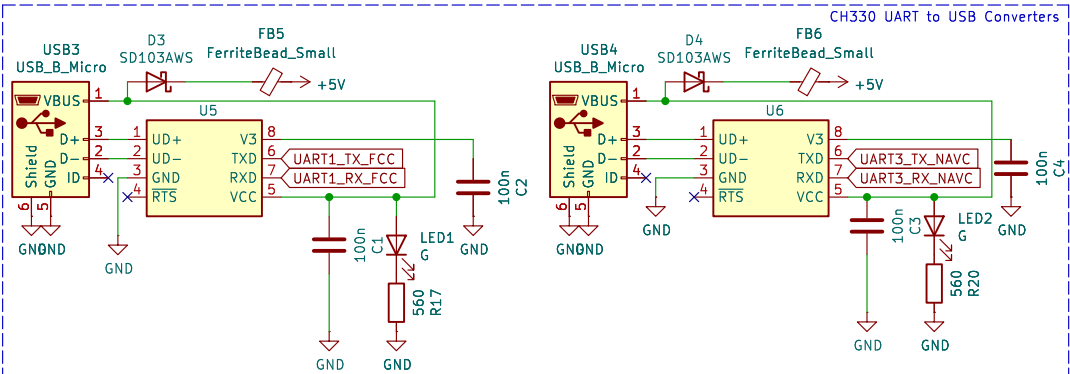 CH330 UART to USB Converters
USB3
USB_B_Micro
D3
SD103AWS
FB5
FerriteBead_Small
+5V
VBUS 1
D+ 3
D- 2
ID 4
Shield
GND
6
5
GND
GND
U5
1 UD+
2 UD-
3 GND
4 RTS
V3 8
TXD 6
RXD 7
VCC 5
UART1_TX_FCC
UART1_RX_FCC
GND
100n
C2
GND
100n
C1
GND
LED1
G
560
R17
GND
USB4
USB_B_Micro
D4
SD103AWS
FB6
FerriteBead_Small
+5V
VBUS 1
D+ 3
D- 2
ID 4
Shield
GND
6
5
GND
GND
U6
1 UD+
2 UD-
3 GND
4 RTS
V3 8
TXD 6
RXD 7
VCC 5
UART3_TX_NAVC
UART3_RX_NAVC
GND
100n
C4
GND
100n
C3
GND
LED2
G
560
R20
GND